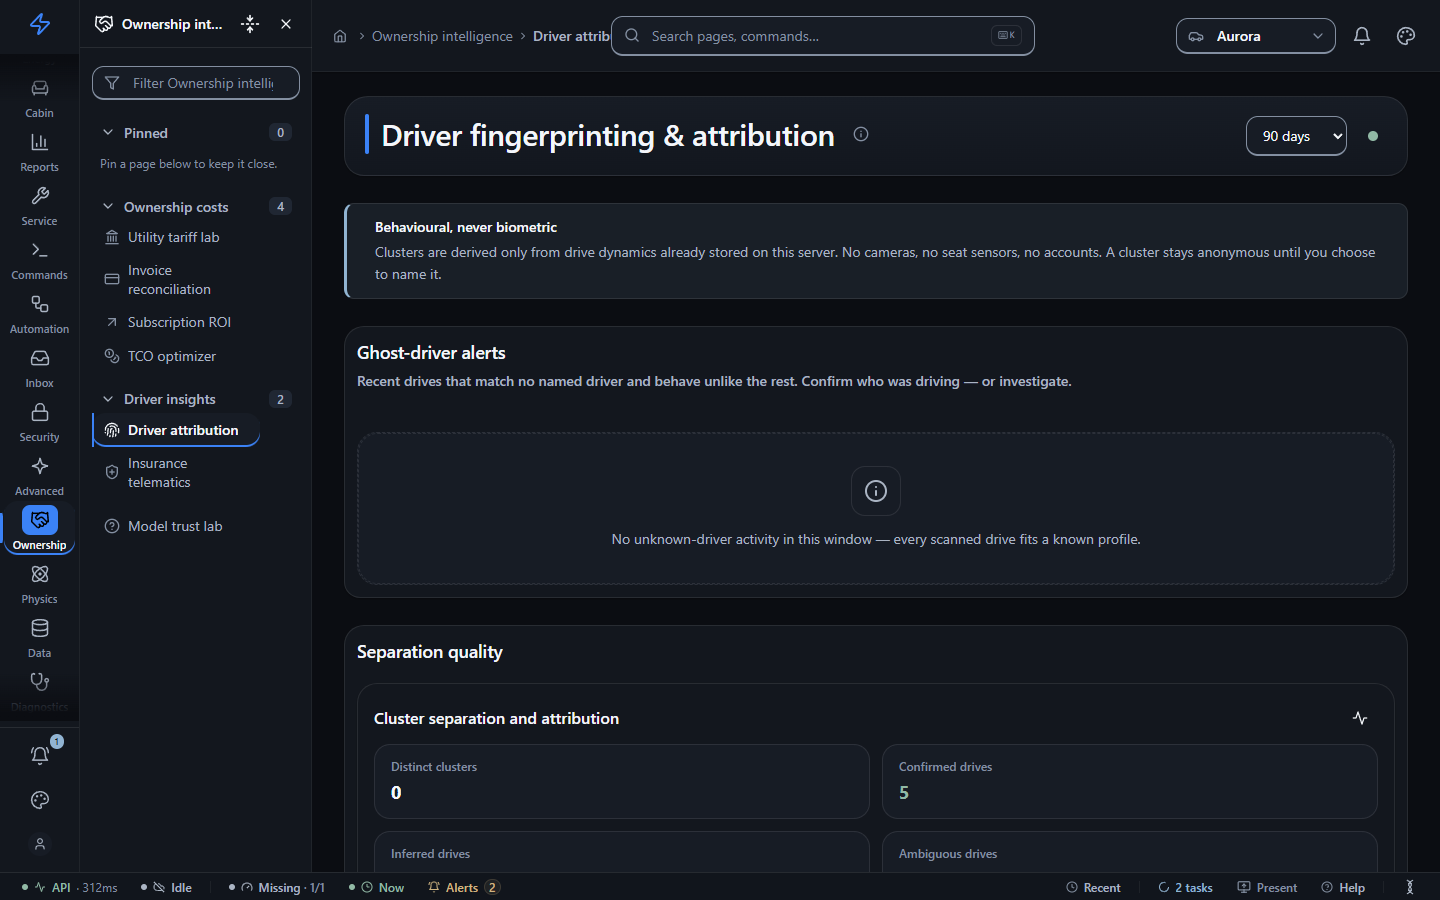 Ownership int...
Ownership intelligence
Driver attrib
Search pages, commands...
K
Aurora
Cabin
Reports
Service
Commands
Automation
Inbox
Security
Advanced
Ownership
Physics
Data
Diagnostics
1
Filter Ownership intelli
Pinned
0
Pin a page below to keep it close.
Ownership costs
4
Utility tariff lab
Invoice
reconciliation
Subscription ROI
TCO optimizer
Driver insights
2
Driver attribution
Insurance
telematics
Model trust lab
Driver fingerprinting & attribution
90 days
Behavioural, never biometric
Clusters are derived only from drive dynamics already stored on this server. No cameras, no seat sensors, no accounts. A cluster stays anonymous until you choose
to name it.
Ghost-driver alerts
Recent drives that match no named driver and behave unlike the rest. Confirm who was driving — or investigate.
No unknown-driver activity in this window — every scanned drive fits a known profile.
Separation quality
Cluster separation and attribution
Distinct clusters
0
Confirmed drives
5
Inferred drives
Ambiguous drives
API · 312ms
Idle
Missing · 1/1
Now
Alerts 2
Recent
2 tasks
Present
Help